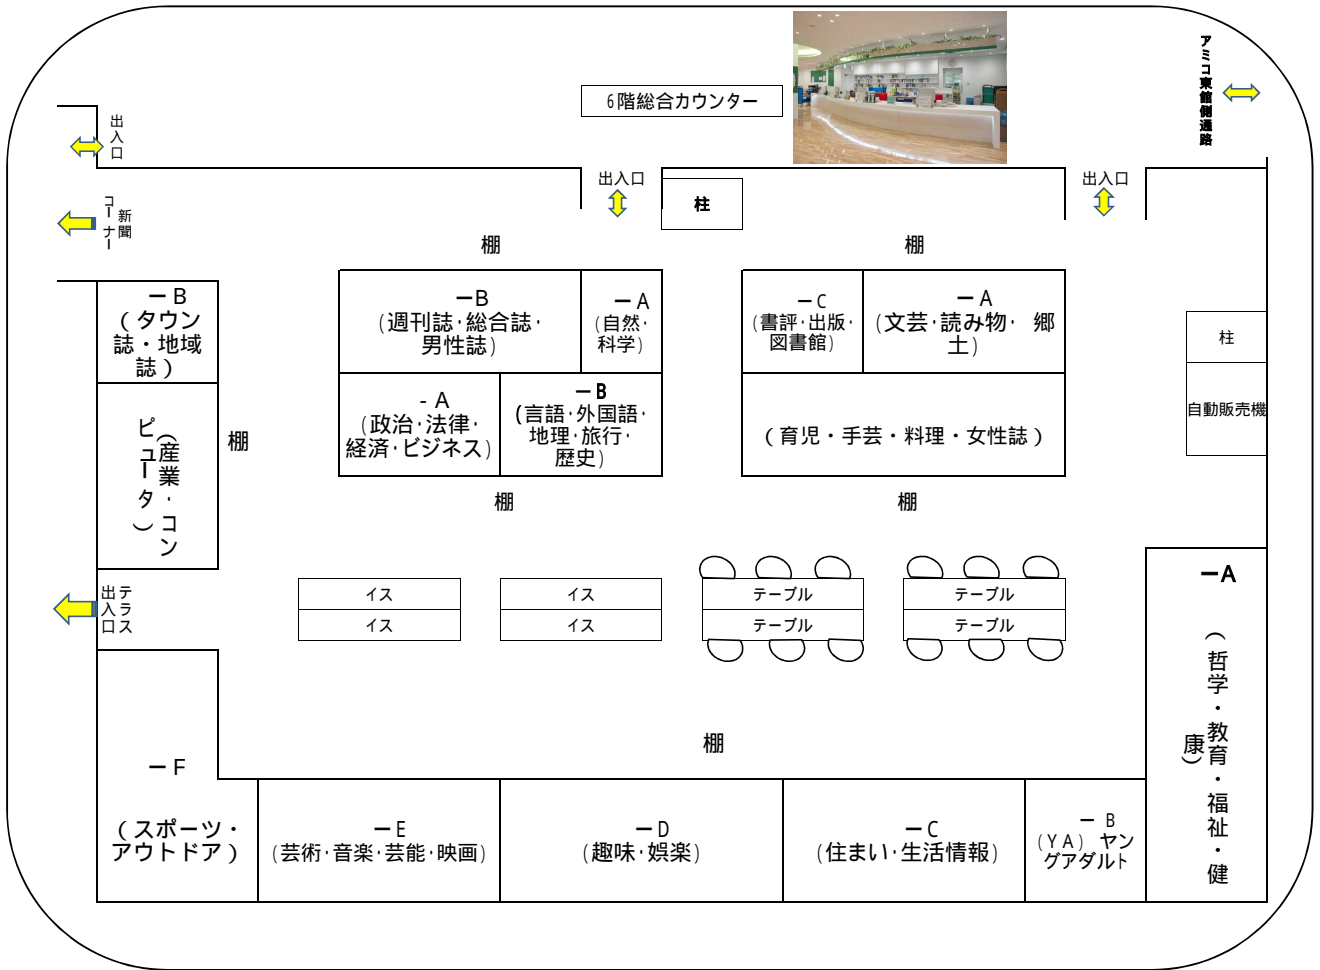 アミコ東館側通路
6階総合カウンター
出入口
出入口
出入口
柱
新聞
コーナー
棚
棚
ーB
(タウン
誌・地域
誌)
ーB
(週刊誌・総合誌・
男性誌)
ーA
(自然・
科学)
ーC
(書評・出版・
図書館)
ーA
(文芸・読み物・ 郷
土)
柱
自動販売機
- A
(政治・法律・
経済・ビジネス)
ーB
(言語・外国語・
地理・旅行・
歴史)
(育児・手芸・料理・女性誌)
(産業・コン
ピュータ)
棚
棚
棚
テラス
出入口
イス
イス
イス
イス
テーブル
テーブル
テーブル
テーブル
ーA
(哲学・教育・福祉・健
康)
棚
ーF
(スポーツ・
アウトドア)
ーE
(芸術・音楽・芸能・映画)
ーD
(趣味・娯楽)
ーC
(住まい・生活情報)
ー B
(YA) ヤン
グアダルト